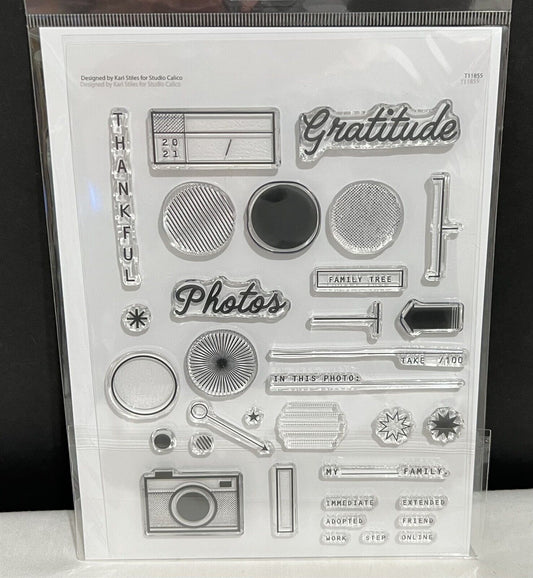 Designed by Kari Stiles for Studio Calico
Designed by Kari Stiles for Studio Calico
T11855
T11855
THANKFUL
20
21 /
Gratitude
FAMILY TREE
Photos
TAKE /100
IN THIS PHOTO:
MY FAMILY.
IMMEDIATE EXTENDED
ADOPTED FRIEND
WORK STEP ONLINE